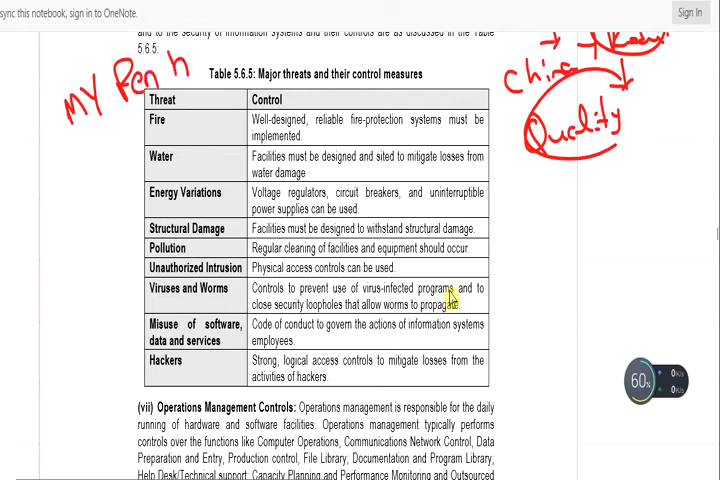 sync this notebook, sign in to OneNote.
Sign In
and to the security of information systems and their controls are as discussed in the Table
5.6.5:
MY Pen h
China
Quality
Table 5.6.5: Major threats and their control measures
Threat Control
Fire Well-designed, reliable fire-protection systems must be
implemented.
Water Facilities must be designed and sited to mitigate losses from
water damage
Energy Variations Voltage regulators, circuit breakers, and uninterruptible
power supplies can be used.
Structural Damage Facilities must be designed to withstand structural damage.
Pollution Regular cleaning of facilities and equipment should occur.
Unauthorized Intrusion Physical access controls can be used.
Viruses and Worms Controls to prevent use of virus-infected programs and to
close security loopholes that allow worms to propagate.
Misuse of software, Code of conduct to govern the actions of information systems
data and services employees.
Hackers Strong, logical access controls to mitigate losses from the
activities of hackers.
60%
0K/s
0K/s
(vii) Operations Management Controls: Operations management is responsible for the daily
running of hardware and software facilities. Operations management typically performs
controls over the functions like Computer Operations, Communications Network Control, Data
Preparation and Entry, Production control, File Library; Documentation and Program Library;
Help Desk/Technical support; Capacity Planning and Performance Monitoring and Outsourced